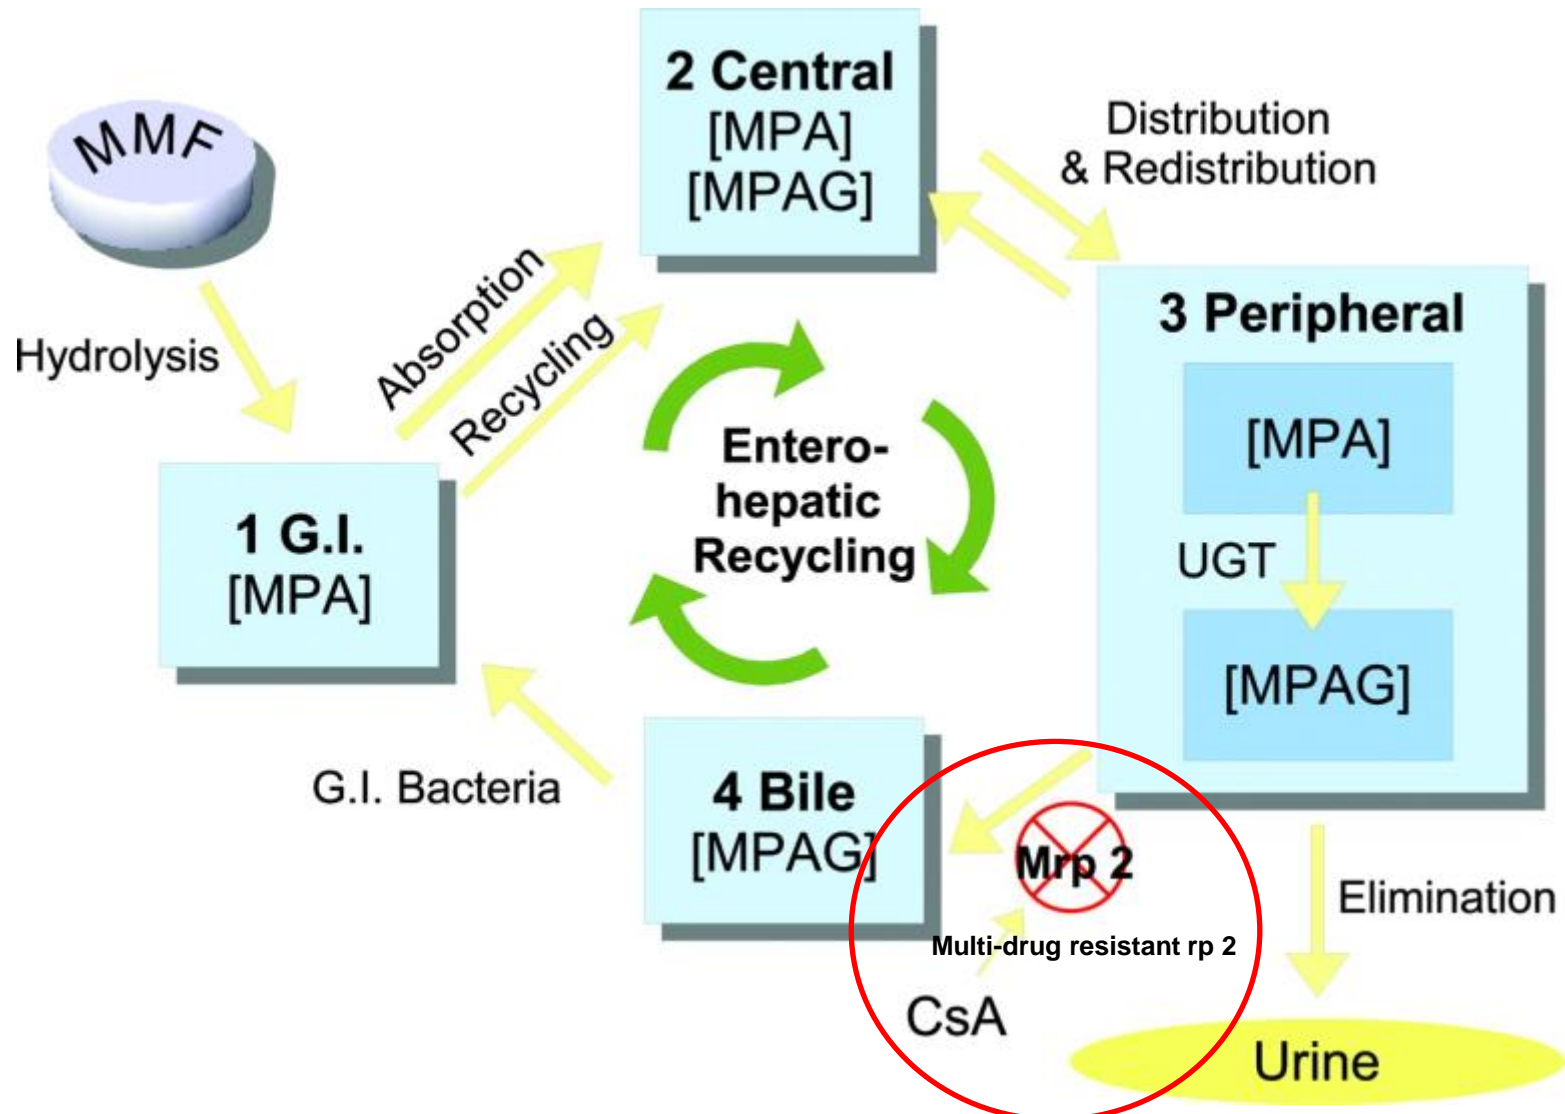 MMF
Hydrolysis
Absorption
Recycling
2 Central
[MPA]
[MPAG]
Distribution
& Redistribution
3 Peripheral
[MPA]
UGT
[MPAG]
Entero-
hepatic
Recycling
1 G.I.
[MPA]
G.I. Bacteria
4 Bile
[MPAG]
Mrp 2
Multi-drug resistant rp 2
CsA
Elimination
Urine